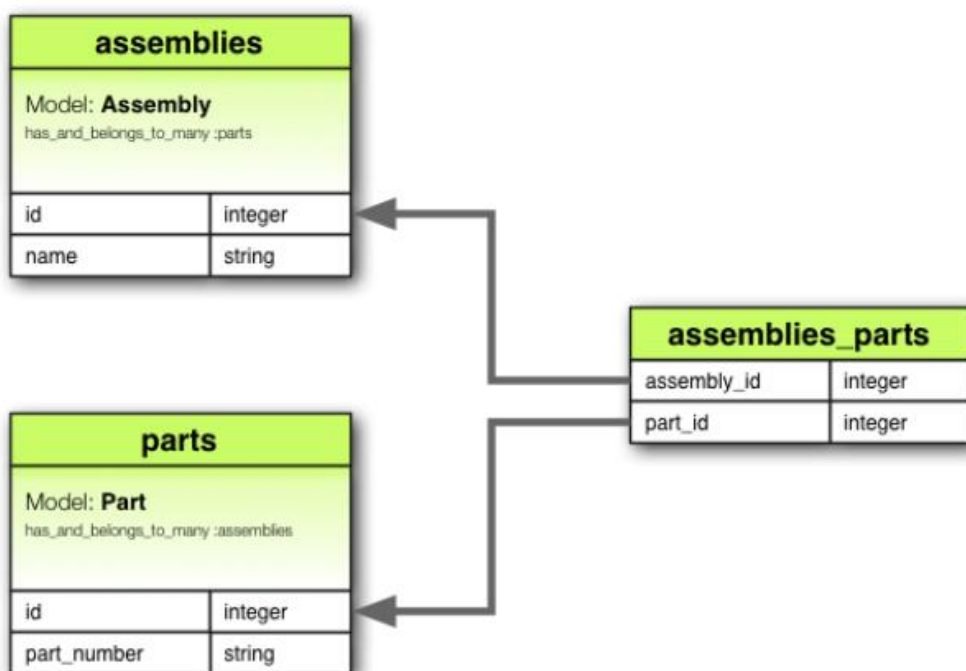 assemblies
Model: Assembly
has_and_belongs_to_many :parts
id integer
name string
assemblies_parts
assembly_id integer
part_id integer
parts
Model: Part
has_and_belongs_to_many :assemblies
id integer
part_number string